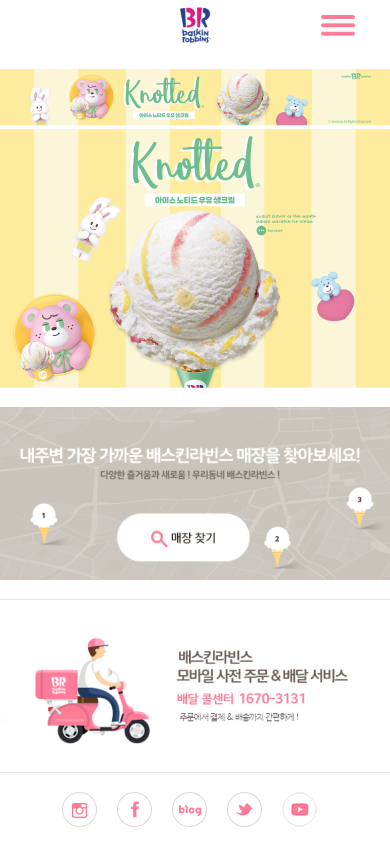 BR
baskin
robbins
Knotted
아이스 노티드 우유 생크림
Knotted
아이스 노티드 우유 생크림
내주변 가장 가까운 배스킨라빈스 매장을 찾아보세요!
다양한 즐거움과 새로움 ! 우리동네 배스킨라빈스 !
1
3
매장 찾기
2
BR
baskin
robbins
배스킨라빈스
모바일 사전 주문 & 배달 서비스
배달 콜센터 1670-3131
주문에서 결제 & 배송까지 간편하게 !
f
blog